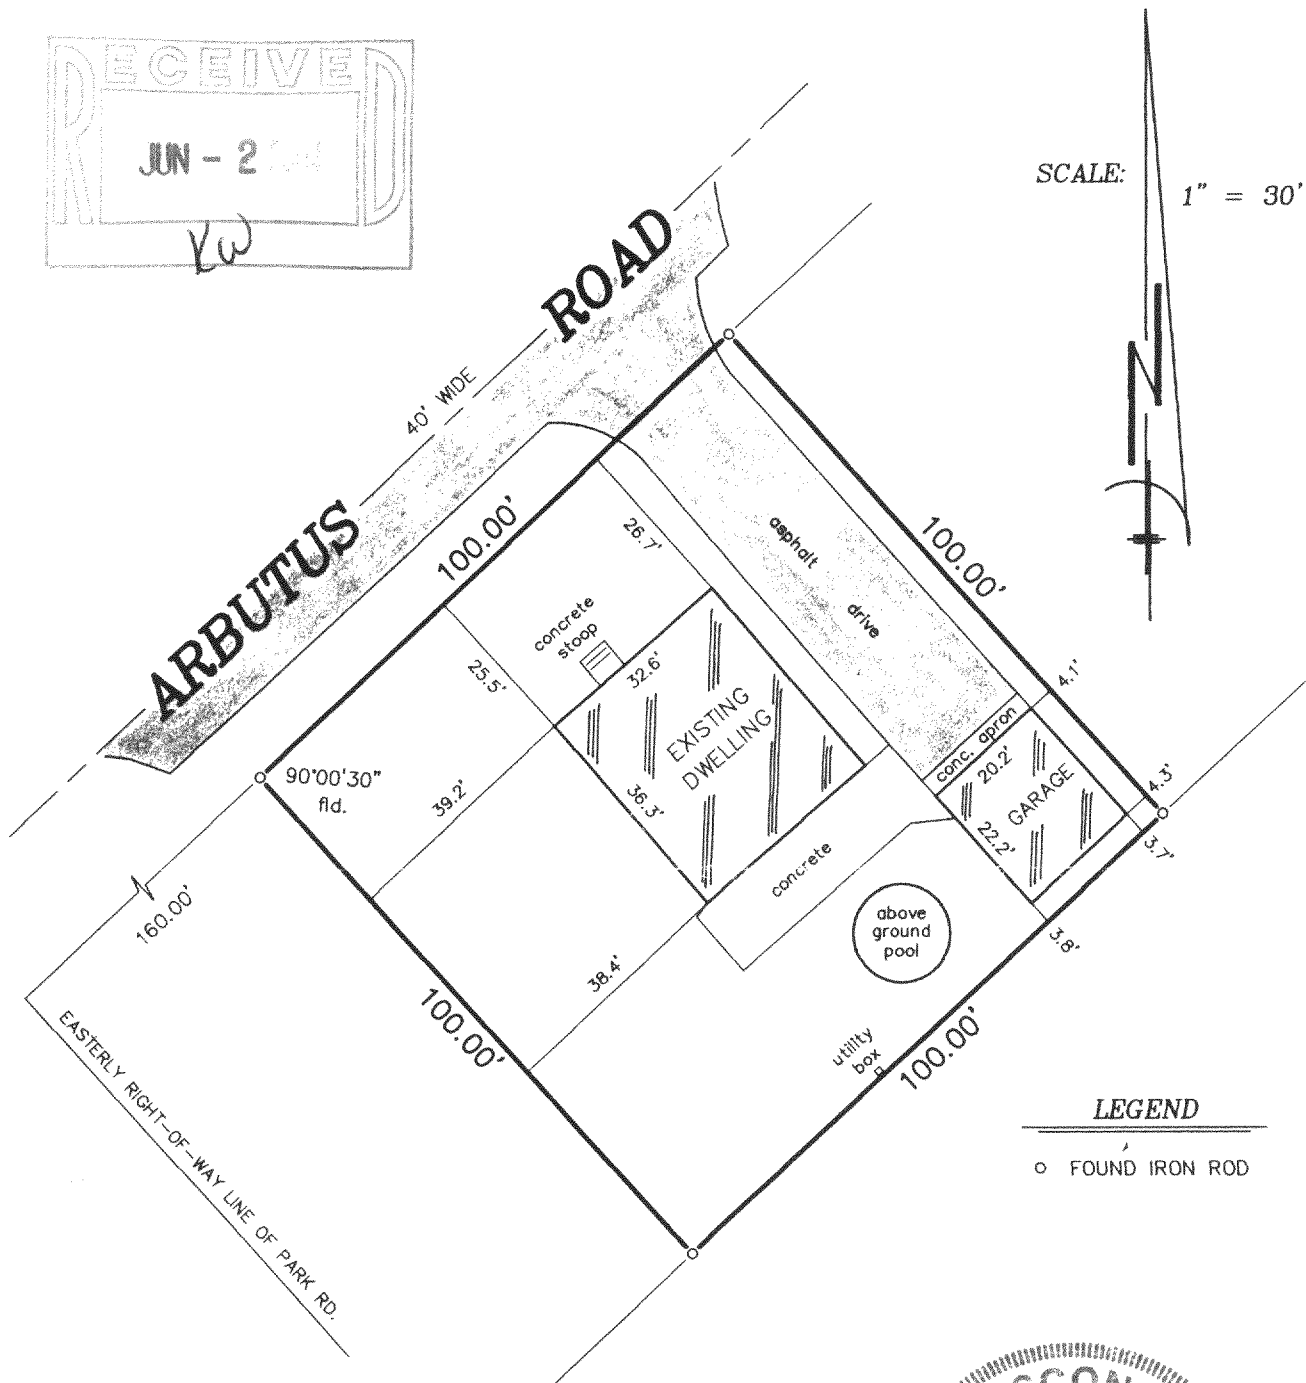 RECEIVED
JUN - 2
KW
SCALE:
1" = 30'
N
ARBUTUS ROAD
40' WIDE
100.00'
26.7'
asphalt
drive
100.00'
concrete
stoop
25.5'
32.6'
EXISTING
DWELLING
36.3'
4.1'
conc. apron
20.2'
GARAGE
22.2'
4.3'
3.7'
3.8'
90°00'30"
fld.
39.2'
concrete
above
ground
pool
160.00'
38.4'
100.00'
utility
box
100.00'
EASTERLY RIGHT-OF-WAY LINE OF PARK RD.
LEGEND
FOUND IRON ROD
SCON